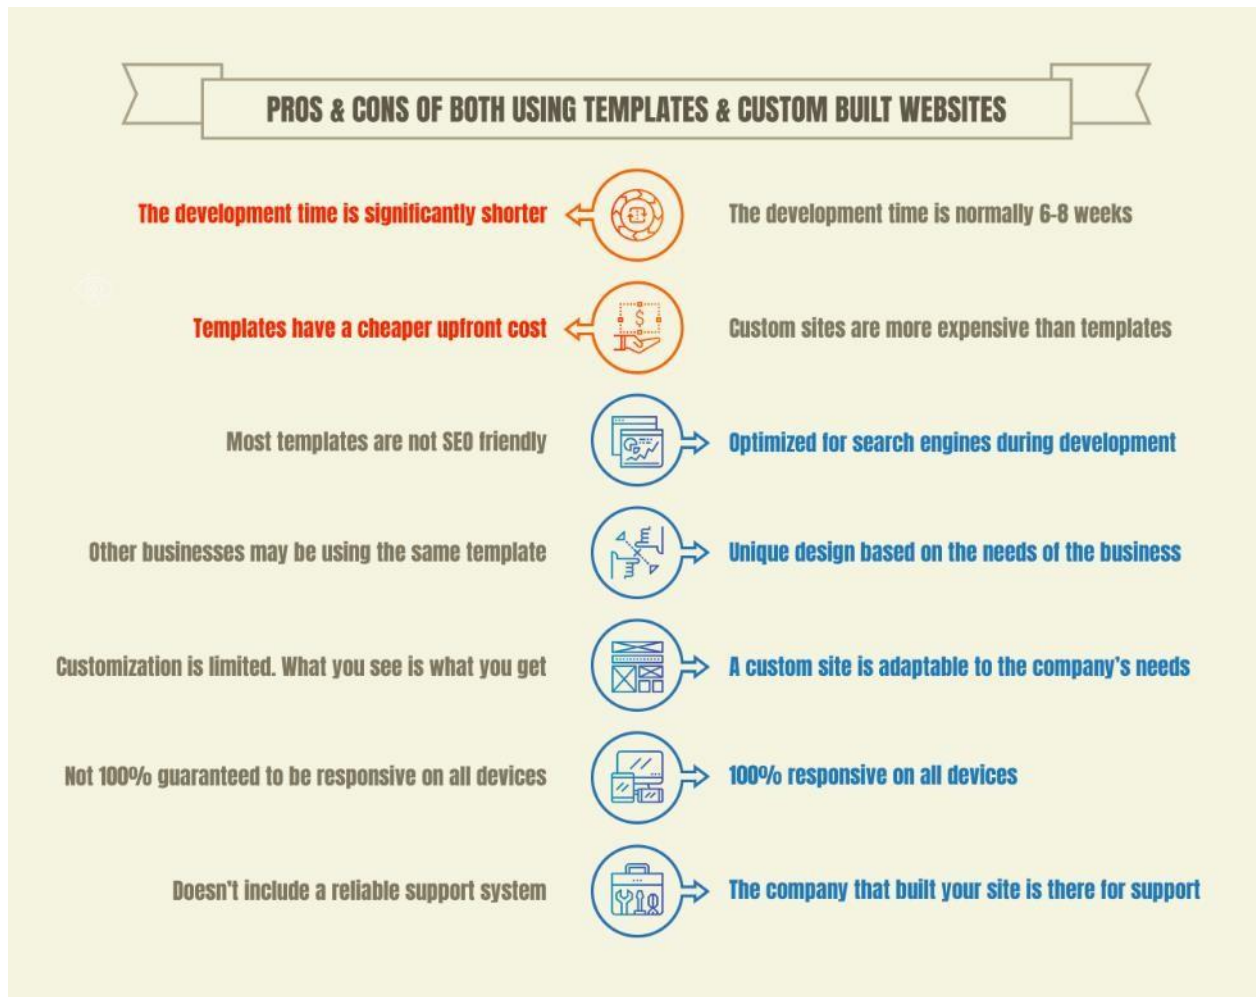 PROS & CONS OF BOTH USING TEMPLATES & CUSTOM BUILT WEBSITES
The development time is significantly shorter
The development time is normally 6-8 weeks
Templates have a cheaper upfront cost
$
Custom sites are more expensive than templates
Most templates are not SEO friendly
Optimized for search engines during development
Other businesses may be using the same template
Unique design based on the needs of the business
Customization is limited. What you see is what you get
A custom site is adaptable to the company's needs
Not 100% guaranteed to be responsive on all devices
100% responsive on all devices
Doesn't include a reliable support system
The company that built your site is there for support